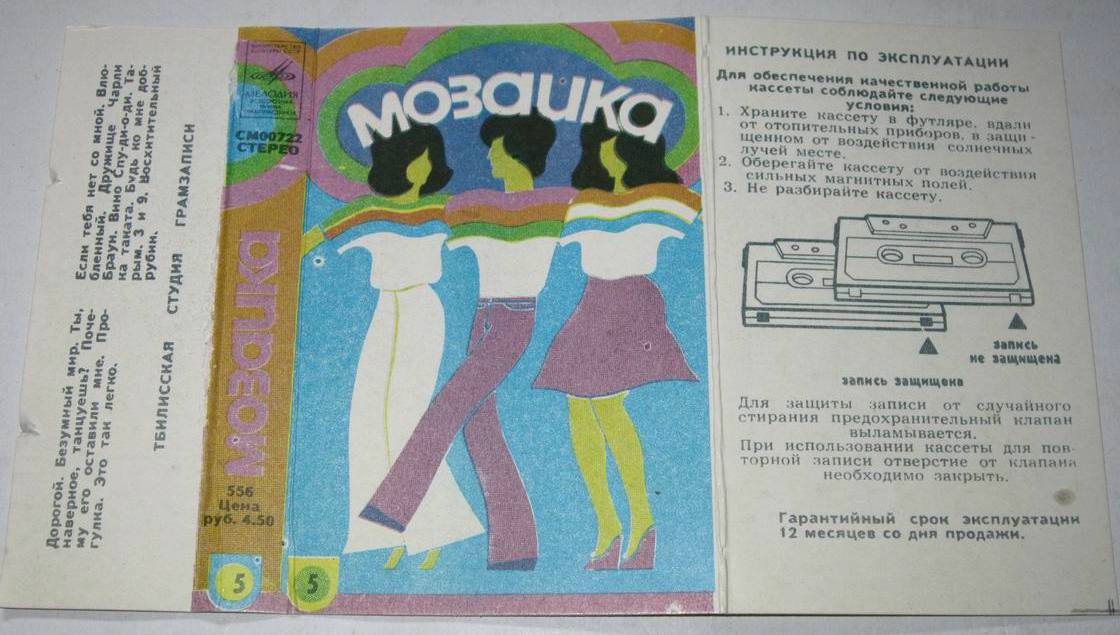 Дорогой. Безумный мир. Ты,
наверное, танцуешь? Поче-
му его оставили мне. Про-
гулка. Это так легко.
Если тебя нет со мной. Влю-
бленный. Дружище Чарли
Браун. Вино Спу-ди-о-ди. Та-
ка таката. Будь ко мне доб-
рым. 3 и 9. Восхитительный
рубин.
ТБИЛИССКАЯ СТУДИЯ ГРАМЗАПИСИ
МЕЛОДИЯ
СМ00722
СТЕРЕО
мозаика
556
Цена
руб. 4.50
5
мозаика
5
ИНСТРУКЦИЯ ПО ЭКСПЛУАТАЦИИ
Для обеспечения качественной работы
кассеты соблюдайте следующие
условия:
1. Храните кассету в футляре, вдали
от отопительных приборов, в защи-
щенном от воздействия солнечных
лучей месте.
2. Оберегайте кассету от воздействия
сильных магнитных полей.
3. Не разбирайте кассету.
запись
не защищена
запись защищена
Для защиты записи от случайного
стирания предохранительный клапан
выламывается.
При использовании кассеты для пов-
торной записи отверстие от клапана
необходимо закрыть.
Гарантийный срок эксплуатации
12 месяцев со дня продажи.